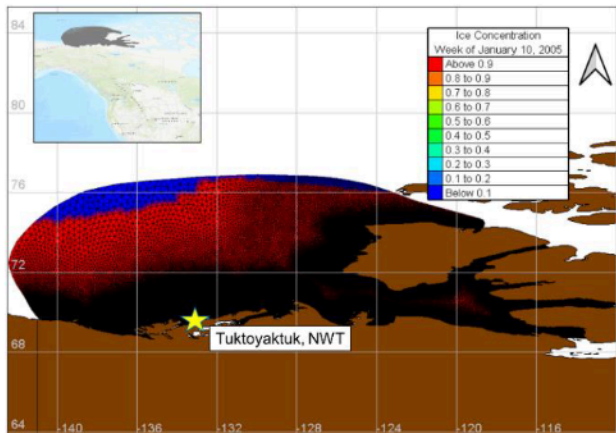 84
80
76
72
68
64
Ice Concentration
Week of January 10, 2005
Above 0.9
0.8 to 0.9
0.7 to 0.8
0.6 to 0.7
0.5 to 0.6
0.4 to 0.5
0.3 to 0.4
0.2 to 0.3
0.1 to 0.2
Below 0.1
Tuktoyaktuk, NWT
-140
-136
-132
-128
-124
-120
-116